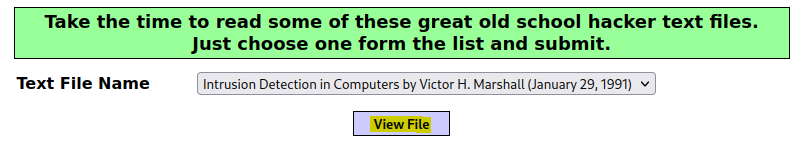 Take the time to read some of these great old school hacker text files.
Just choose one form the list and submit.
Text File Name Intrusion Detection in Computers by Victor H. Marshall (January 29, 1991)
View File